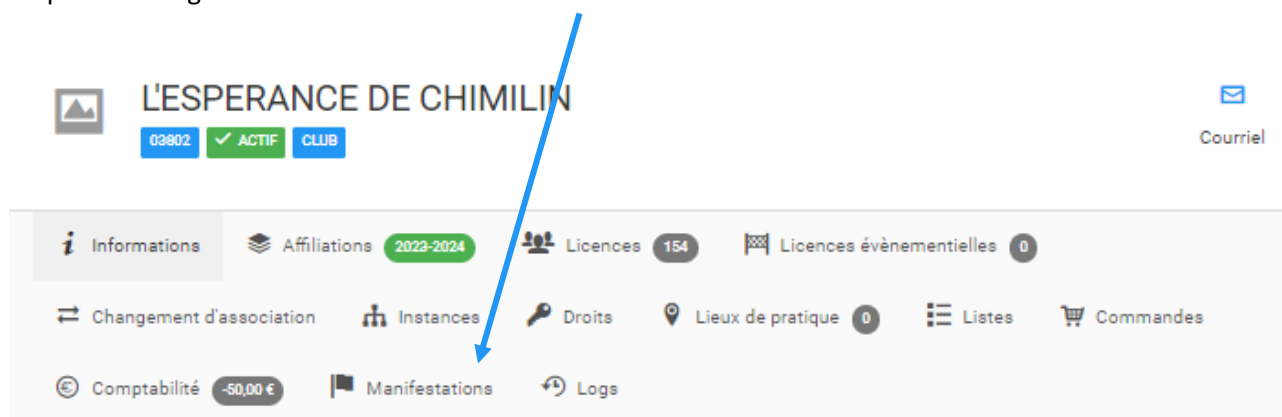 L'ESPERANCE DE CHIMILIN
03802 ACTIF CLUB
Courriel
Informations Affiliations 2023-2024 Licences 154 Licences évènementielles 0
Changement d'association Instances Droits Lieux de pratique 0 Listes Commandes
Comptabilité -50,00 € Manifestations Logs